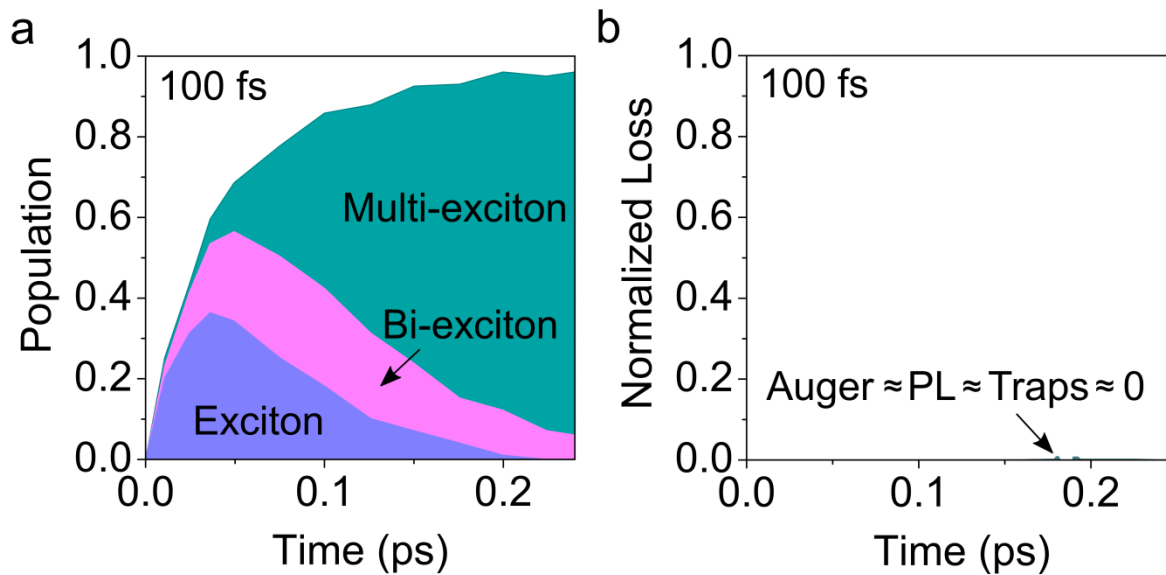 a
100 fs
Population
1.0
0.8
0.6
0.4
0.2
0.0
Multi-exciton
Bi-exciton
Exciton
0.0 0.1 0.2
Time (ps)
b
100 fs
Normalized Loss
1.0
0.8
0.6
0.4
0.2
0.0
Auger ≈ PL ≈ Traps ≈ 0
0.0 0.1 0.2
Time (ps)